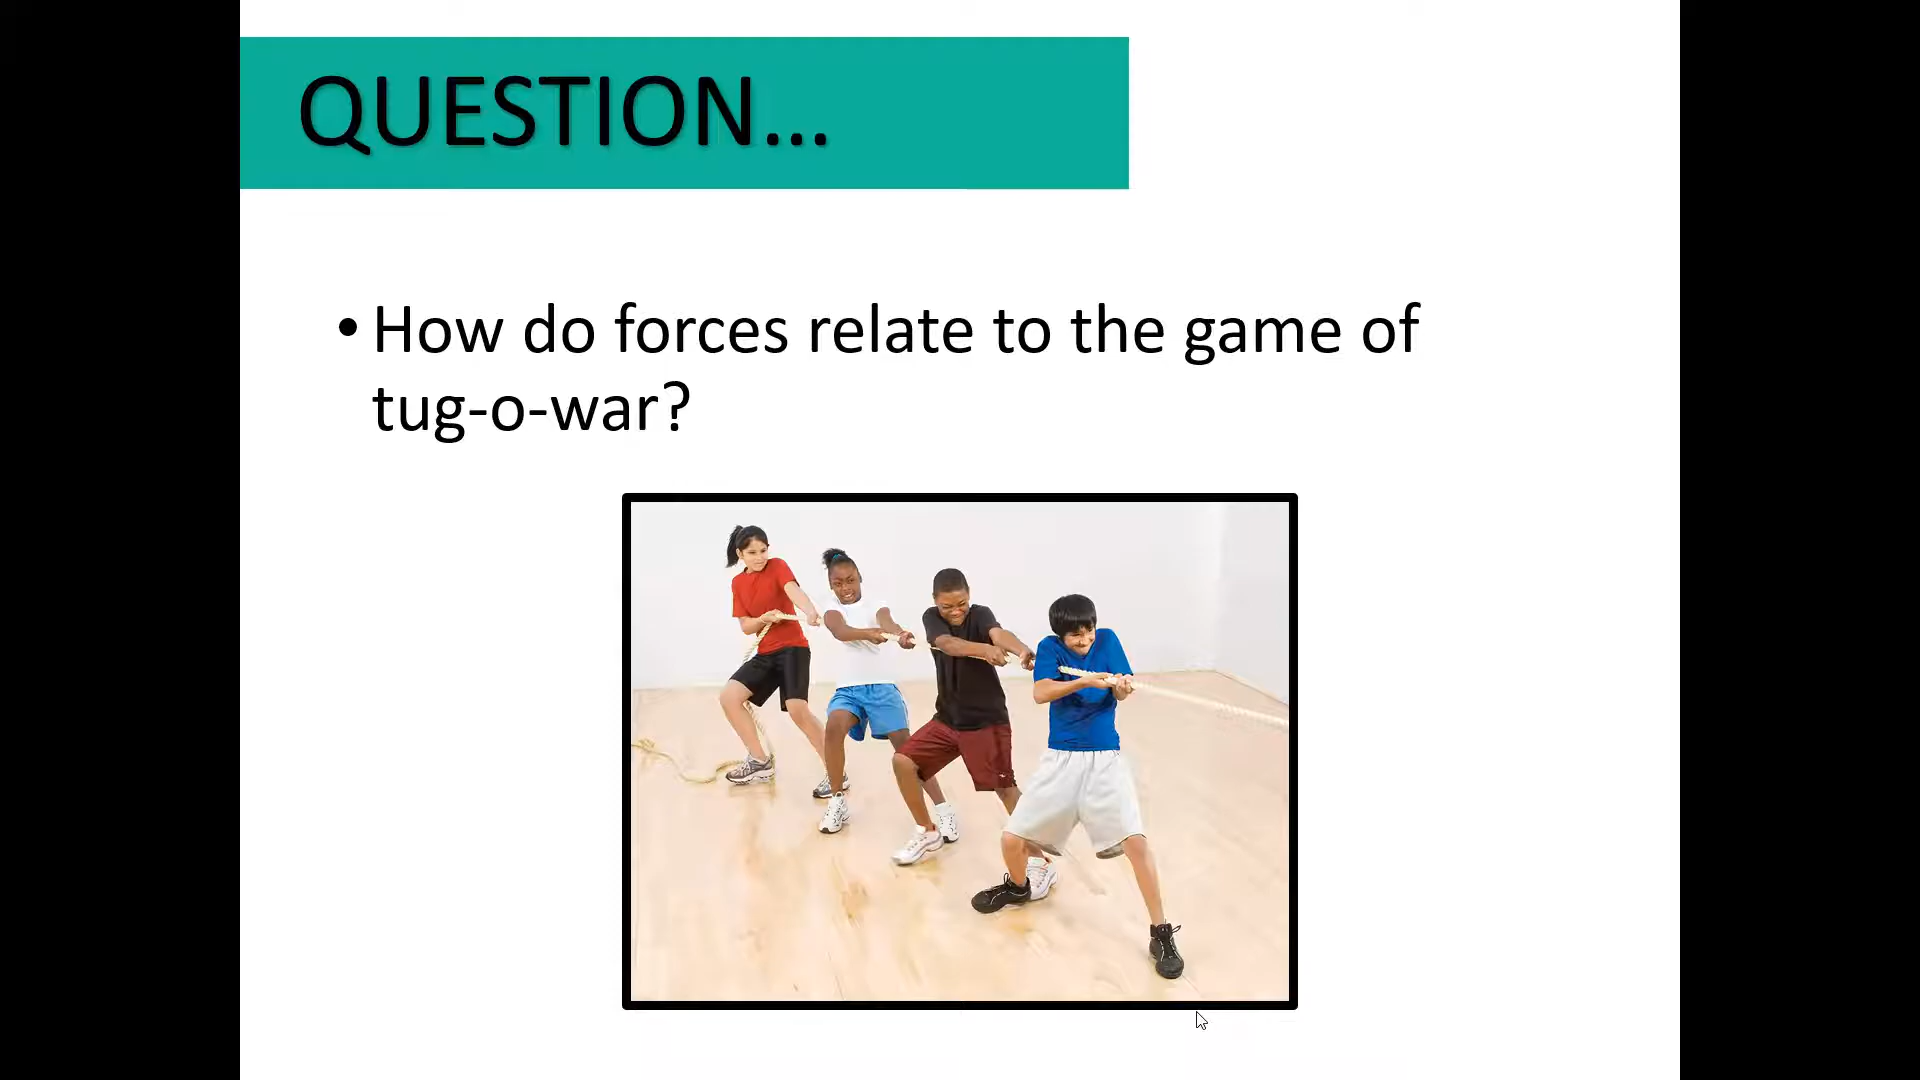 QUESTION...
• How do forces relate to the game of
tug-o-war?